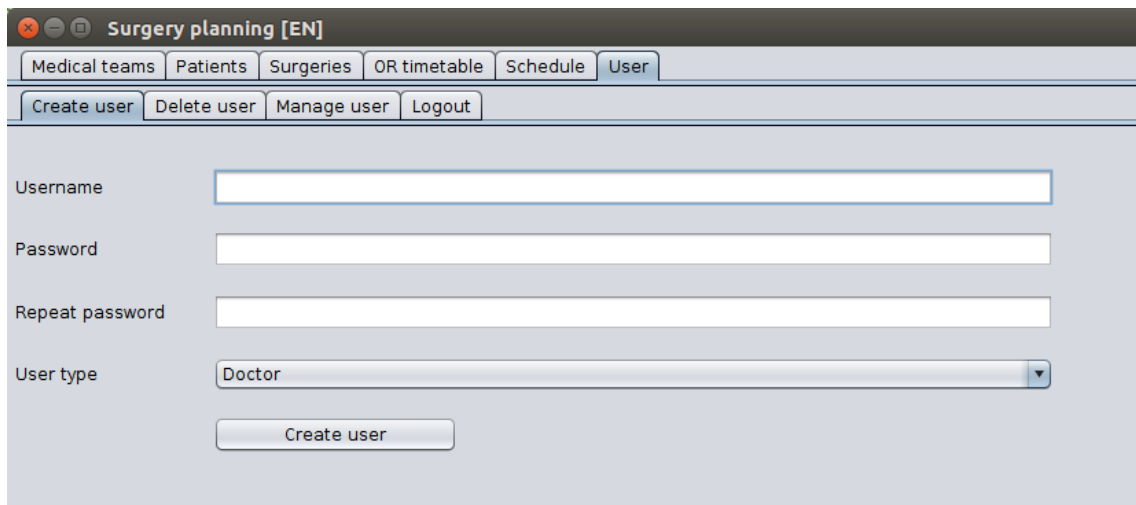 Surgery planning [EN]
Medical teams Patients Surgeries OR timetable Schedule User
Create user Delete user Manage user Logout
Username
Password
Repeat password
User type Doctor
Create user